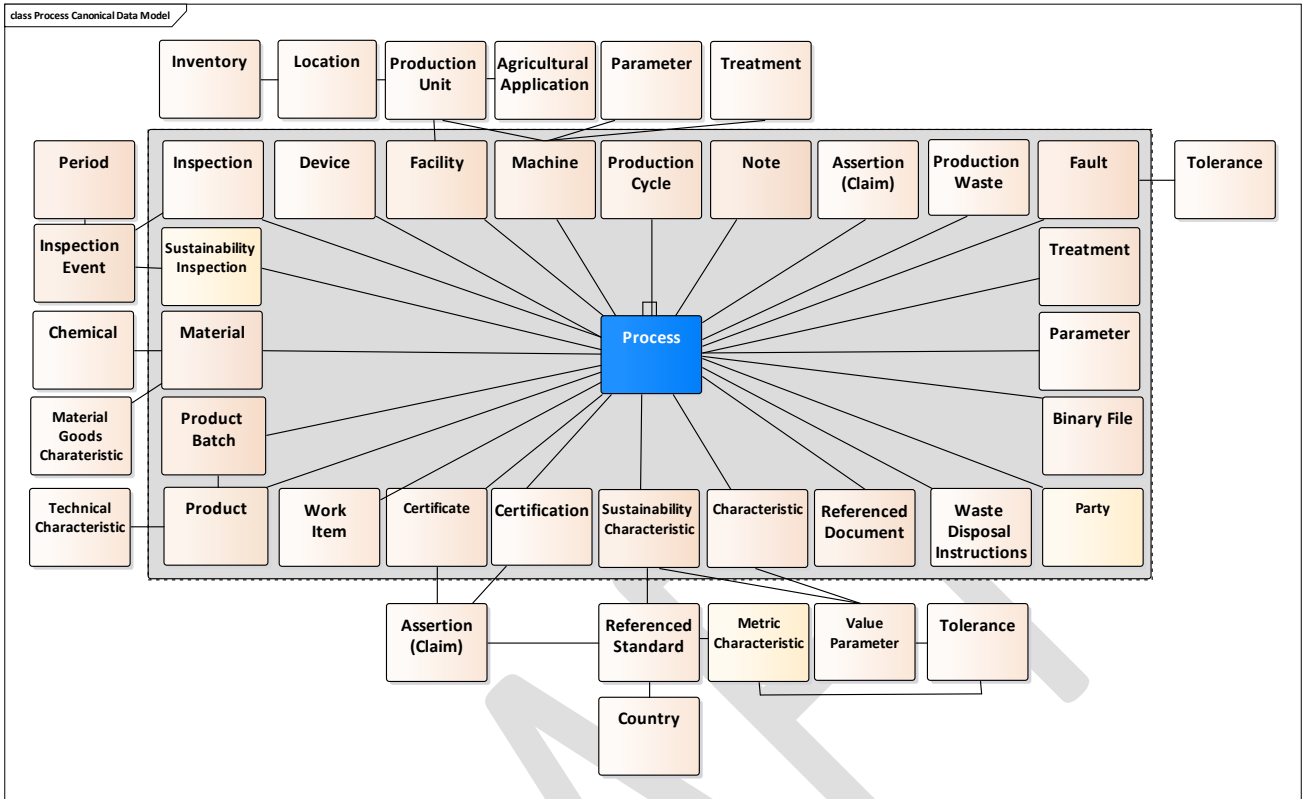 class Process Canonical Data Model
Inventory
Location
Production
Unit
Agricultural
Application
Parameter
Treatment
Period
Inspection
Device
Facility
Machine
Production
Cycle
Note
Assertion
(Claim)
Production
Waste
Fault
Tolerance
Inspection
Event
Sustainability
Inspection
Treatment
Chemical
Material
Process
Parameter
Material
Goods
Charateristic
Product
Batch
Binary File
Technical
Characteristic
Product
Work
Item
Certificate
Certification
Sustainability
Characteristic
Characteristic
Referenced
Document
Waste
Disposal
Instructions
Party
Assertion
(Claim)
Referenced
Standard
Metric
Characteristic
Value
Parameter
Tolerance
Country